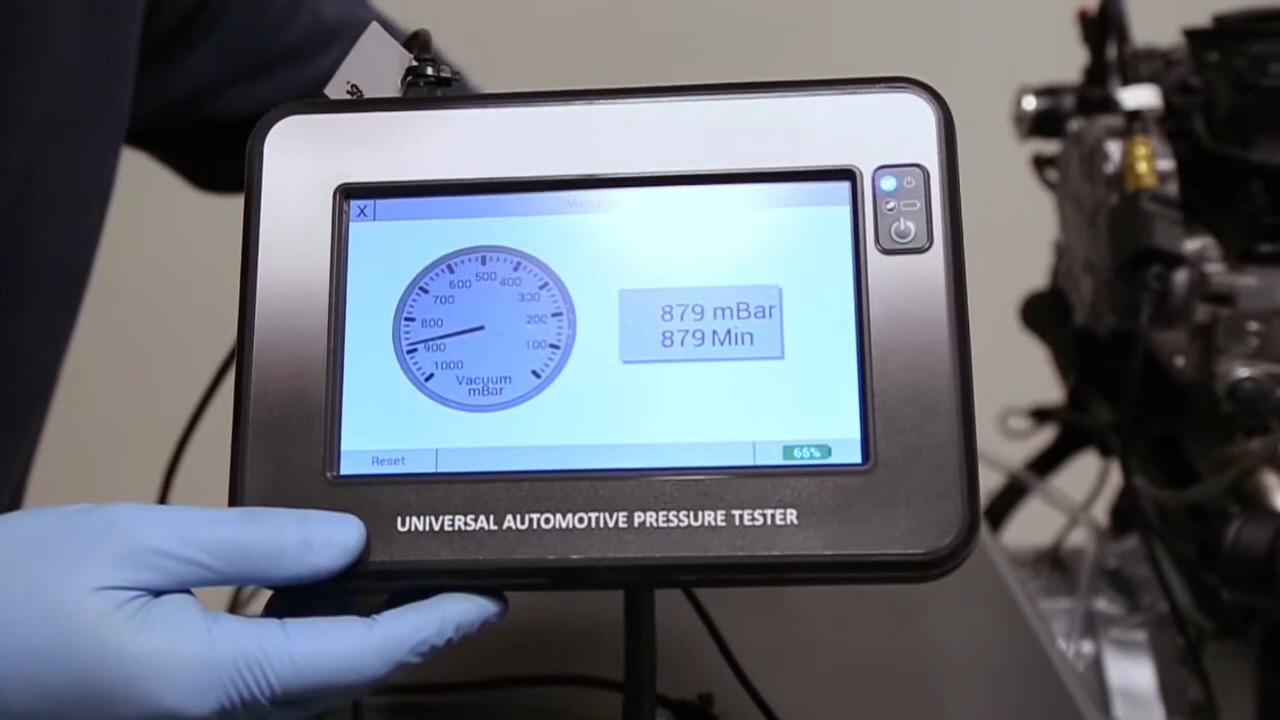 X
Vacuum
500
600
400
700
300
800
200
900
100
1000
Vacuum
mBar
879 mBar
879 Min
Reset
66%
UNIVERSAL AUTOMOTIVE PRESSURE TESTER